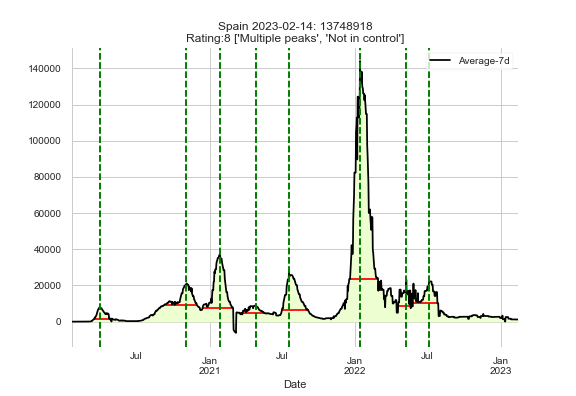 Spain 2023-02-14: 13748918
Rating:8 ['Multiple peaks', 'Not in control']
Average-7d
140000
120000
100000
80000
60000
40000
20000
0
Jul
Jan
2021
Jul
Jan
2022
Jul
Jan
2023
Date